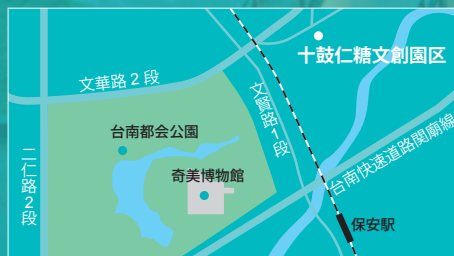 十鼓仁糖文創園区
文華路2段
文賢路1段
台南都会公園
二仁路2段
奇美博物館
台南快速道路関廟線
保安駅